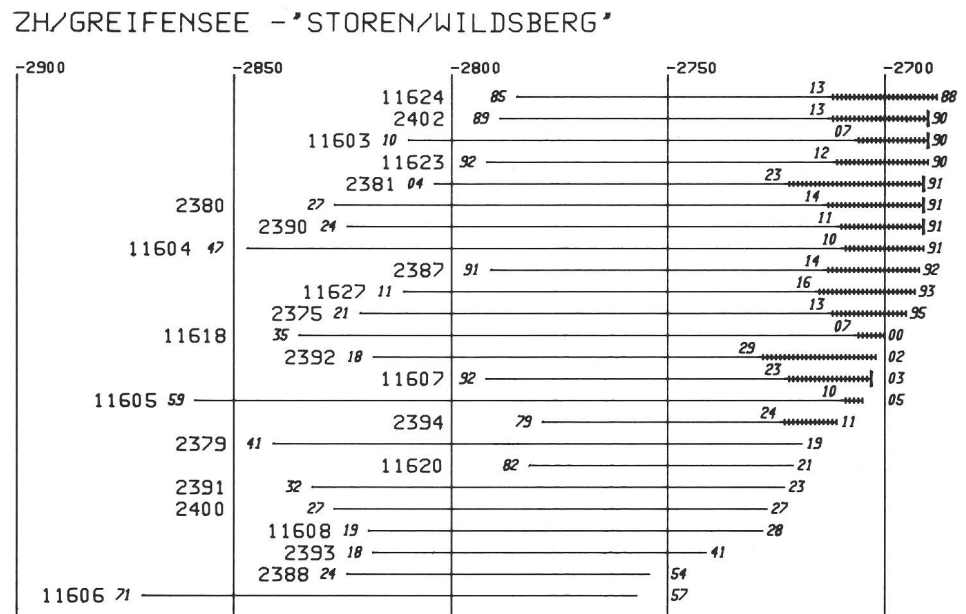 ZH/GREIFENSEE -"STOREN/WILDSBERG"
-2900 -2850 -2800 -2750 -2700
11624 85 13 88
2402 89 13 90
11603 10 07 90
11623 92 12 90
2381 04 23 91
2380 27 14 91
2390 24 11 91
11604 47 10 91
2387 91 14 92
11627 11 16 93
2375 21 13 95
11618 35 07 00
2392 18 29 02
11607 92 23 03
11605 59 10 05
2394 79 24 11
2379 41 19
11620 82 21
2391 32 23
2400 27 27
11608 19 28
2393 18 41
2388 24 54
11606 71 57